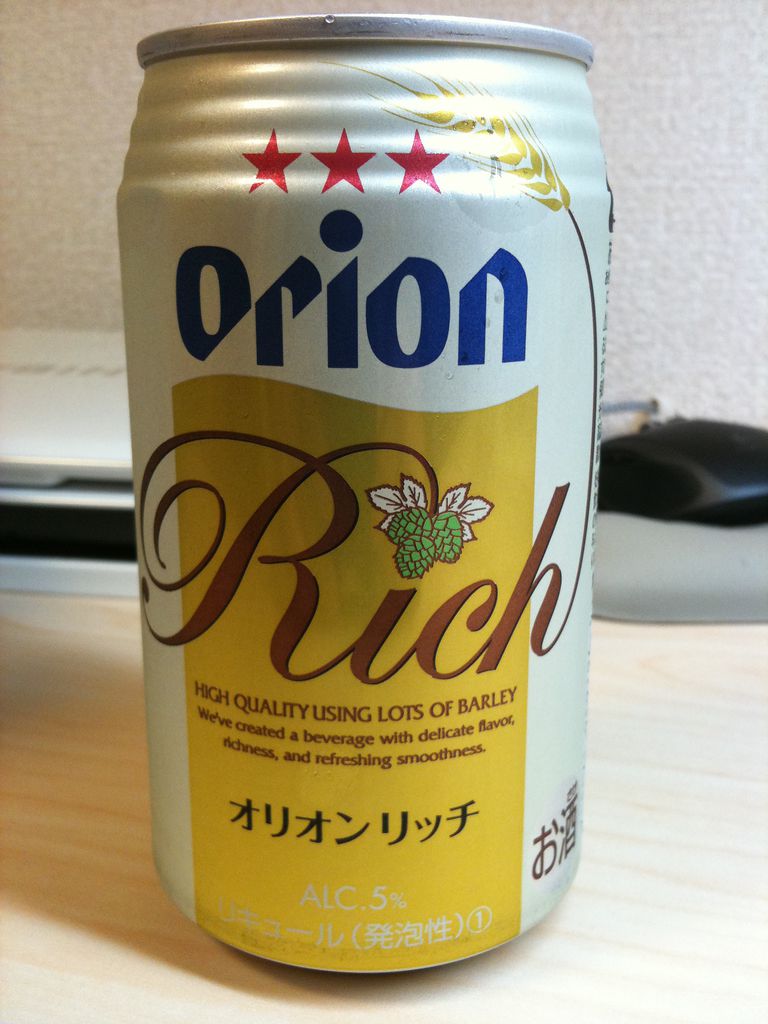 orion
Rich
HIGH QUALITY USING LOTS OF BARLEY
We've created a beverage with delicate flavor,
richness, and refreshing smoothness.
オリオンリッチ
お酒
ALC.5%
リキュール(発泡性)①